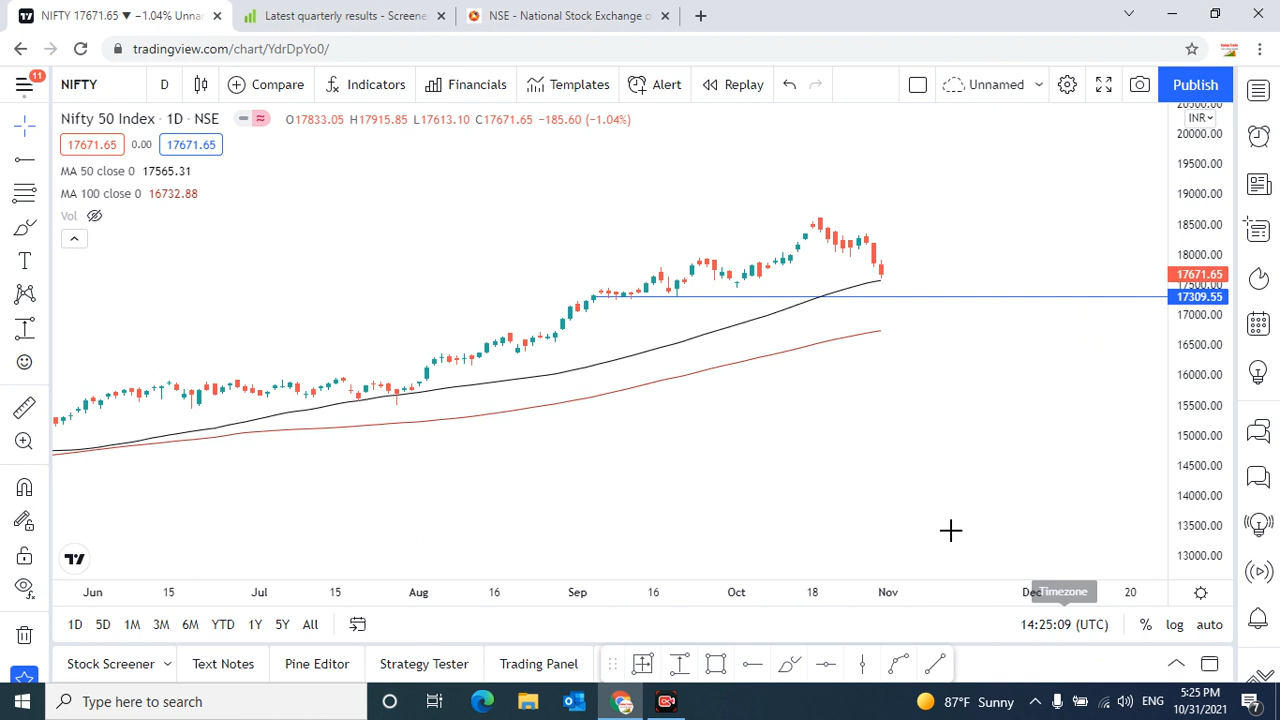 NIFTY 17671.65 ▼ −1.04% Unnar
Latest quarterly results - Screene
NSE - National Stock Exchange o
tradingview.com/chart/YdrDpYo0/
11
NIFTY
D
Compare
Indicators
Financials
Templates
Alert
Replay
Unnamed
Publish
Nifty 50 Index · 1D · NSE
O17833.05 H17915.85 L17613.10 C17671.65 −185.60 (−1.04%)
17671.65
0.00
17671.65
MA 50 close 0 17565.31
MA 100 close 0 16732.88
Vol
20500.00
INR
20000.00
19500.00
19000.00
18500.00
18000.00
17671.65
17500.00
17309.55
17000.00
16500.00
16000.00
15500.00
15000.00
14500.00
14000.00
13500.00
13000.00
Jun 15 Jul 15 Aug 16 Sep 16 Oct 18 Nov Dec 20
Timezone
1D 5D 1M 3M 6M YTD 1Y 5Y All
14:25:09 (UTC)
% log auto
Stock Screener
Text Notes
Pine Editor
Strategy Tester
Trading Panel
Type here to search
87°F Sunny
ENG
5:25 PM
10/31/2021
7